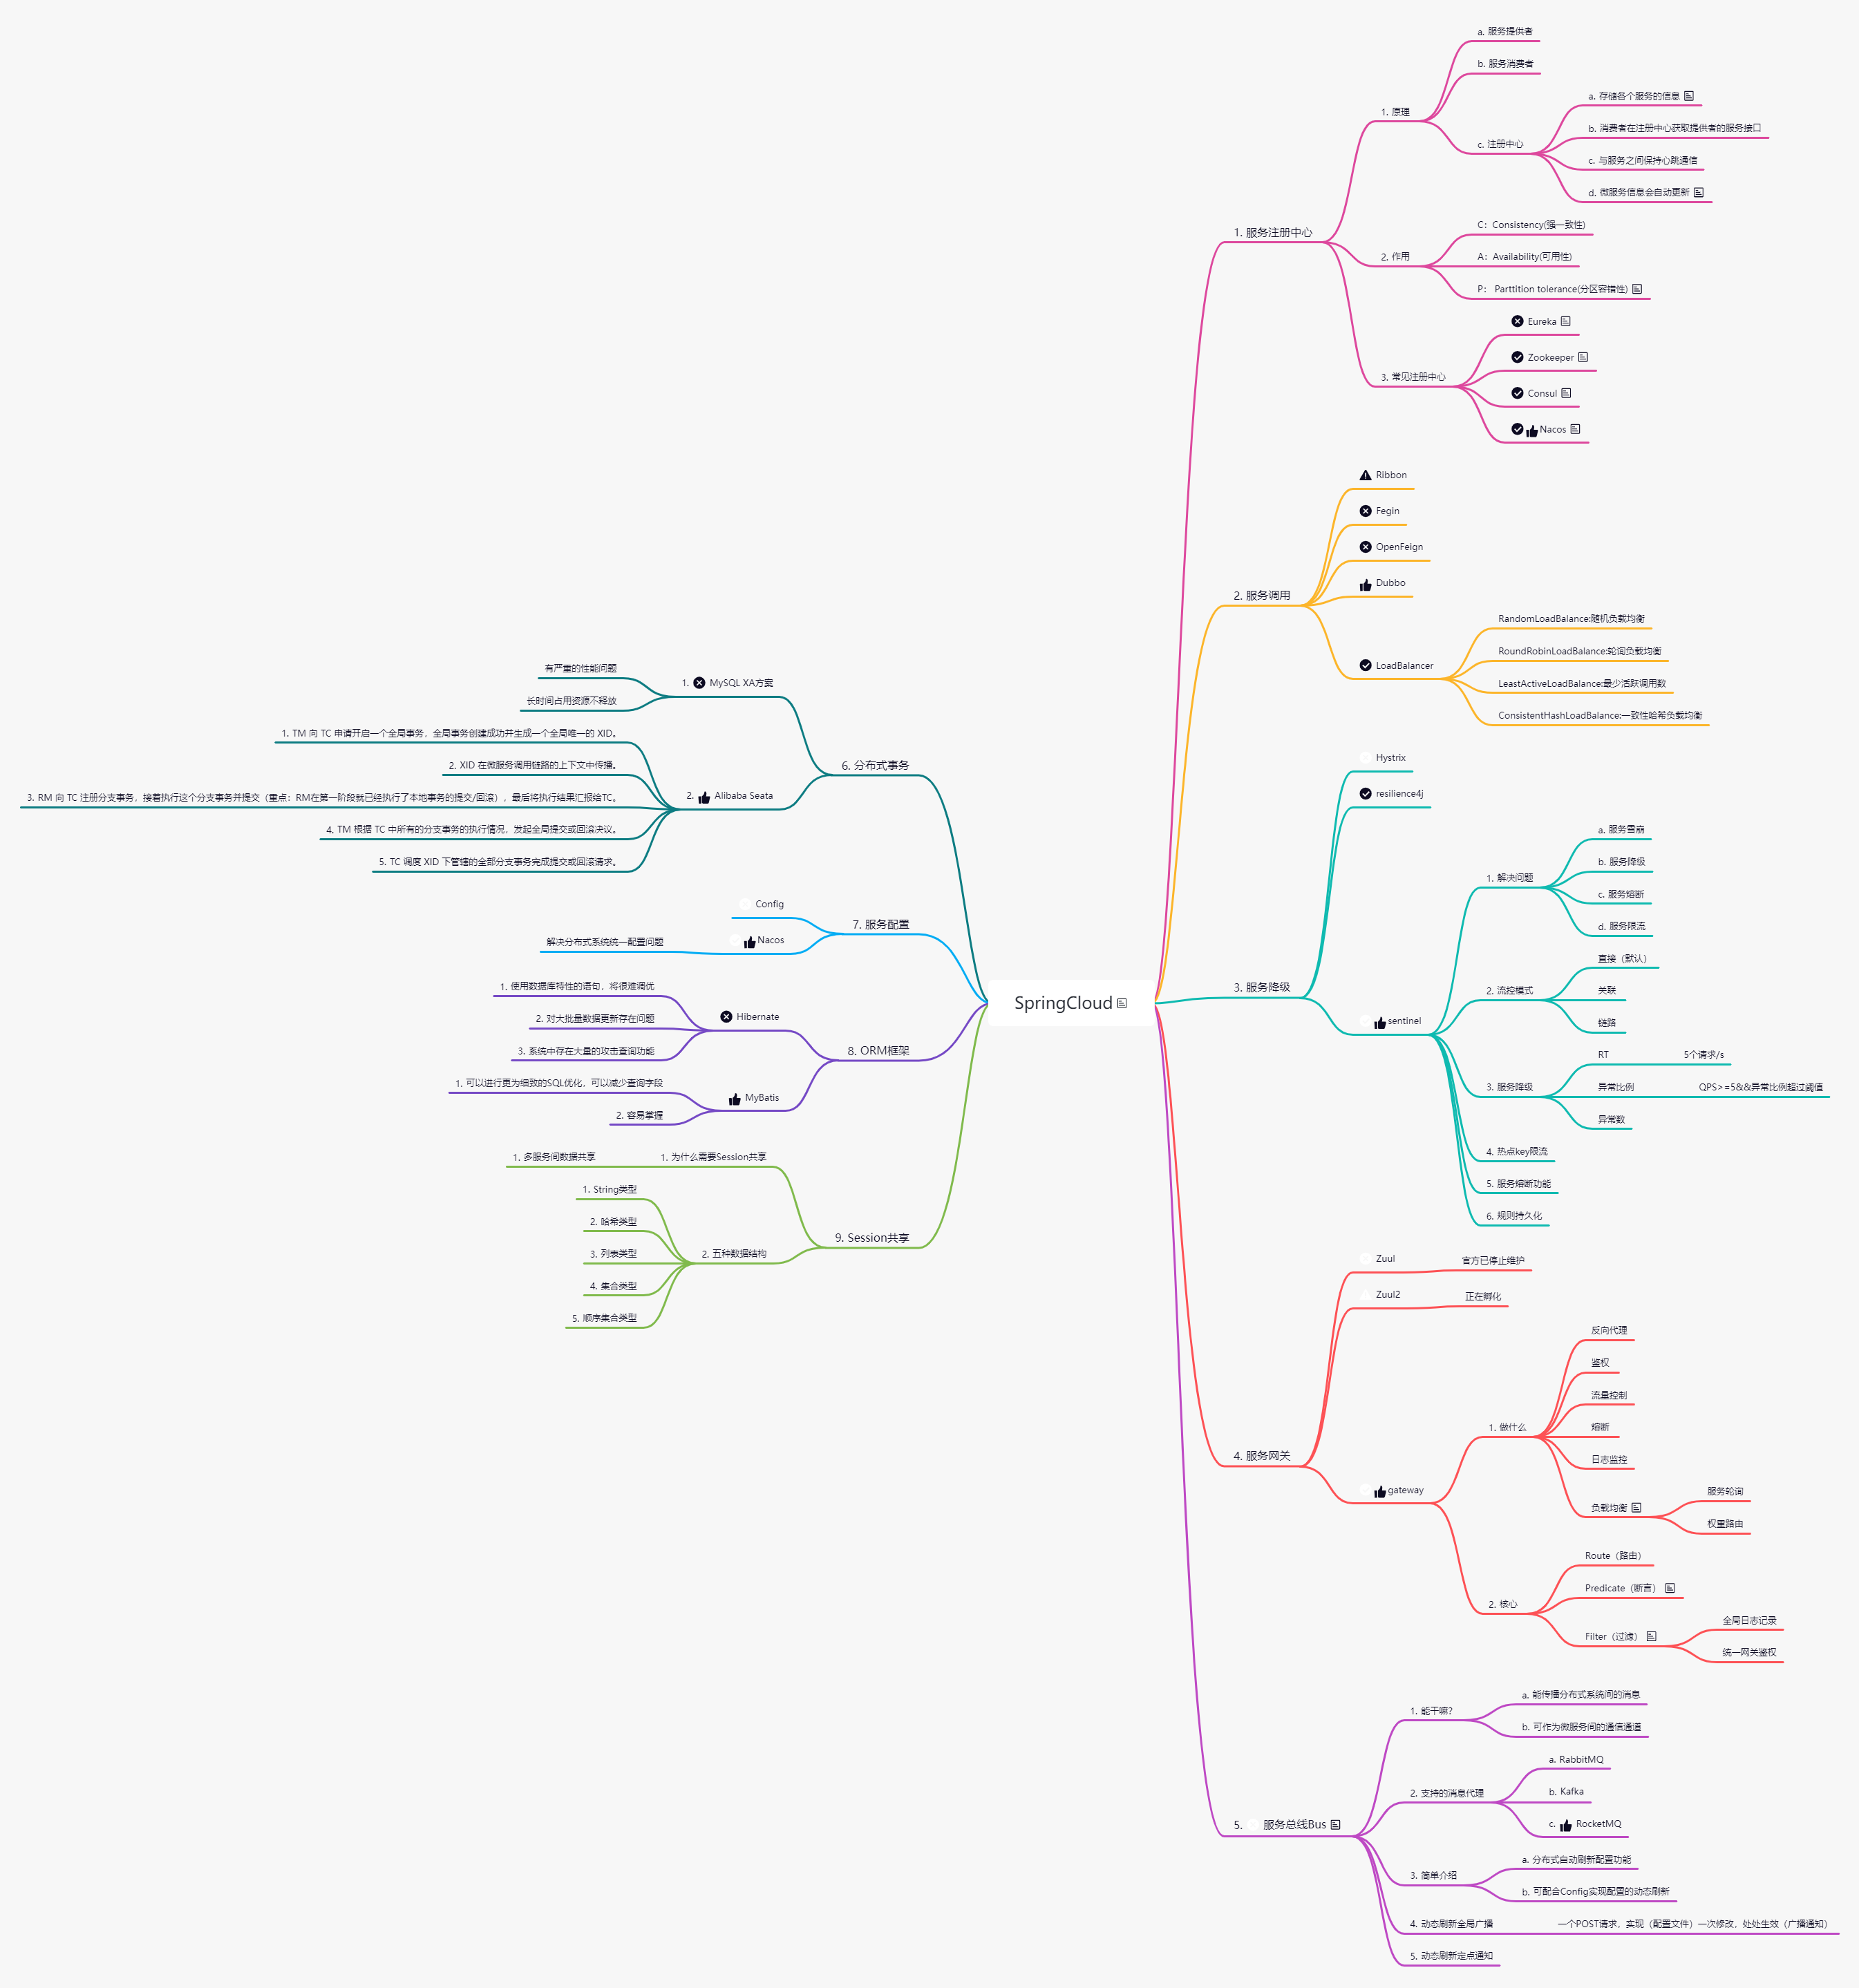 SpringCloud
1. 服务注册中心
1. 原理
a. 服务提供者
b. 服务消费者
c. 注册中心
a. 存储各个服务的信息
b. 消费者在注册中心获取提供者的服务接口
c. 与服务之间保持心跳通信
d. 微服务信息会自动更新
2. 作用
C：Consistency(强一致性)
A：Availability(可用性)
P： Parttition tolerance(分区容错性)
3. 常见注册中心
Eureka
Zookeeper
Consul
Nacos
2. 服务调用
Ribbon
Fegin
OpenFeign
Dubbo
LoadBalancer
RandomLoadBalance:随机负载均衡
RoundRobinLoadBalance:轮询负载均衡
LeastActiveLoadBalance:最少活跃调用数
ConsistentHashLoadBalance:一致性哈希负载均衡
3. 服务降级
Hystrix
resilience4j
sentinel
1. 解决问题
a. 服务雪崩
b. 服务降级
c. 服务熔断
d. 服务限流
2. 流控模式
直接（默认）
关联
链路
3. 服务降级
RT
5个请求/s
异常比例
QPS>=5&&异常比例超过阈值
异常数
4. 热点key限流
5. 服务熔断功能
6. 规则持久化
4. 服务网关
Zuul
官方已停止维护
Zuul2
正在孵化
gateway
1. 做什么
反向代理
鉴权
流量控制
熔断
日志监控
负载均衡
服务轮询
权重路由
2. 核心
Route（路由）
Predicate（断言）
Filter（过滤）
全局日志记录
统一网关鉴权
5. 服务总线Bus
1. 能干嘛?
a. 能传播分布式系统间的消息
b. 可作为微服务间的通信通道
2. 支持的消息代理
a. RabbitMQ
b. Kafka
c. RocketMQ
3. 简单介绍
a. 分布式自动刷新配置功能
b. 可配合Config实现配置的动态刷新
4. 动态刷新全局广播
一个POST请求，实现（配置文件）一次修改，处处生效（广播通知）
5. 动态刷新定点通知
6. 分布式事务
1. MySQL XA方案
有严重的性能问题
长时间占用资源不释放
2. Alibaba Seata
1. TM 向 TC 申请开启一个全局事务，全局事务创建成功并生成一个全局唯一的 XID。
2. XID 在微服务调用链路的上下文中传播。
3. RM 向 TC 注册分支事务，接着执行这个分支事务并提交（重点：RM在第一阶段就已经执行了本地事务的提交/回滚），最后将执行结果汇报给TC。
4. TM 根据 TC 中所有的分支事务的执行情况，发起全局提交或回滚决议。
5. TC 调度 XID 下管辖的全部分支事务完成提交或回滚请求。
7. 服务配置
Config
Nacos
解决分布式系统统一配置问题
8. ORM框架
Hibernate
1. 使用数据库特性的语句，将很难调优
2. 对大批量数据更新存在问题
3. 系统中存在大量的攻击查询功能
MyBatis
1. 可以进行更为细致的SQL优化，可以减少查询字段
2. 容易掌握
9. Session共享
1. 为什么需要Session共享
1. 多服务间数据共享
2. 五种数据结构
1. String类型
2. 哈希类型
3. 列表类型
4. 集合类型
5. 顺序集合类型